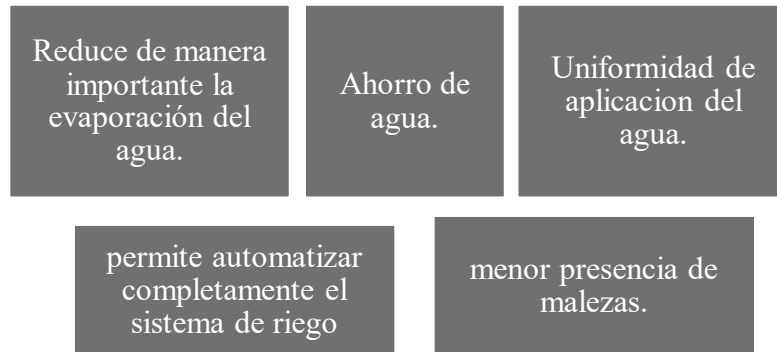 Reduce de manera
importante la
evaporación del
agua.
Ahorro de
agua.
Uniformidad de
aplicacion del
agua.
permite automatizar
completamente el
sistema de riego
menor presencia de
malezas.